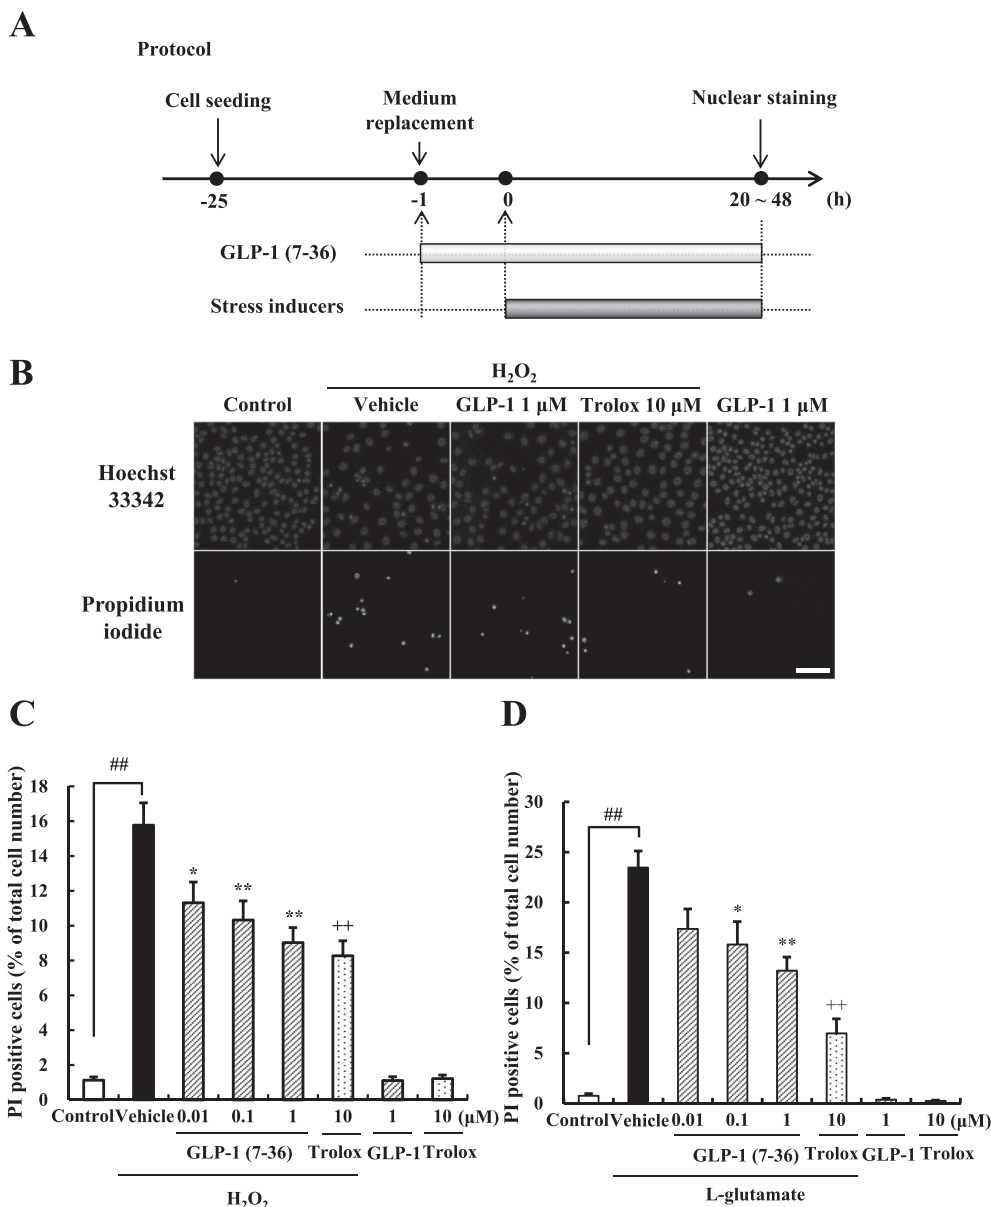 A
Protocol
Cell seeding
Medium
replacement
Nuclear staining
-25
-1
0
20 ~ 48
(h)
GLP-1 (7-36)
Stress inducers
B
H₂O₂
Control
Vehicle
GLP-1 1 μM
Trolox 10 μM
GLP-1 1 μM
Hoechst
33342
Propidium
iodide
C
PI positive cells (% of total cell number)
18
16
14
12
10
8
6
4
2
0
##
*
**
**
++
Control Vehicle 0.01 0.1 1 10 1 10 (μM)
GLP-1 (7-36) Trolox GLP-1 Trolox
H₂O₂
D
PI positive cells (% of total cell number)
30
25
20
15
10
5
0
##
*
**
++
Control Vehicle 0.01 0.1 1 10 1 10 (μM)
GLP-1 (7-36) Trolox GLP-1 Trolox
L-glutamate